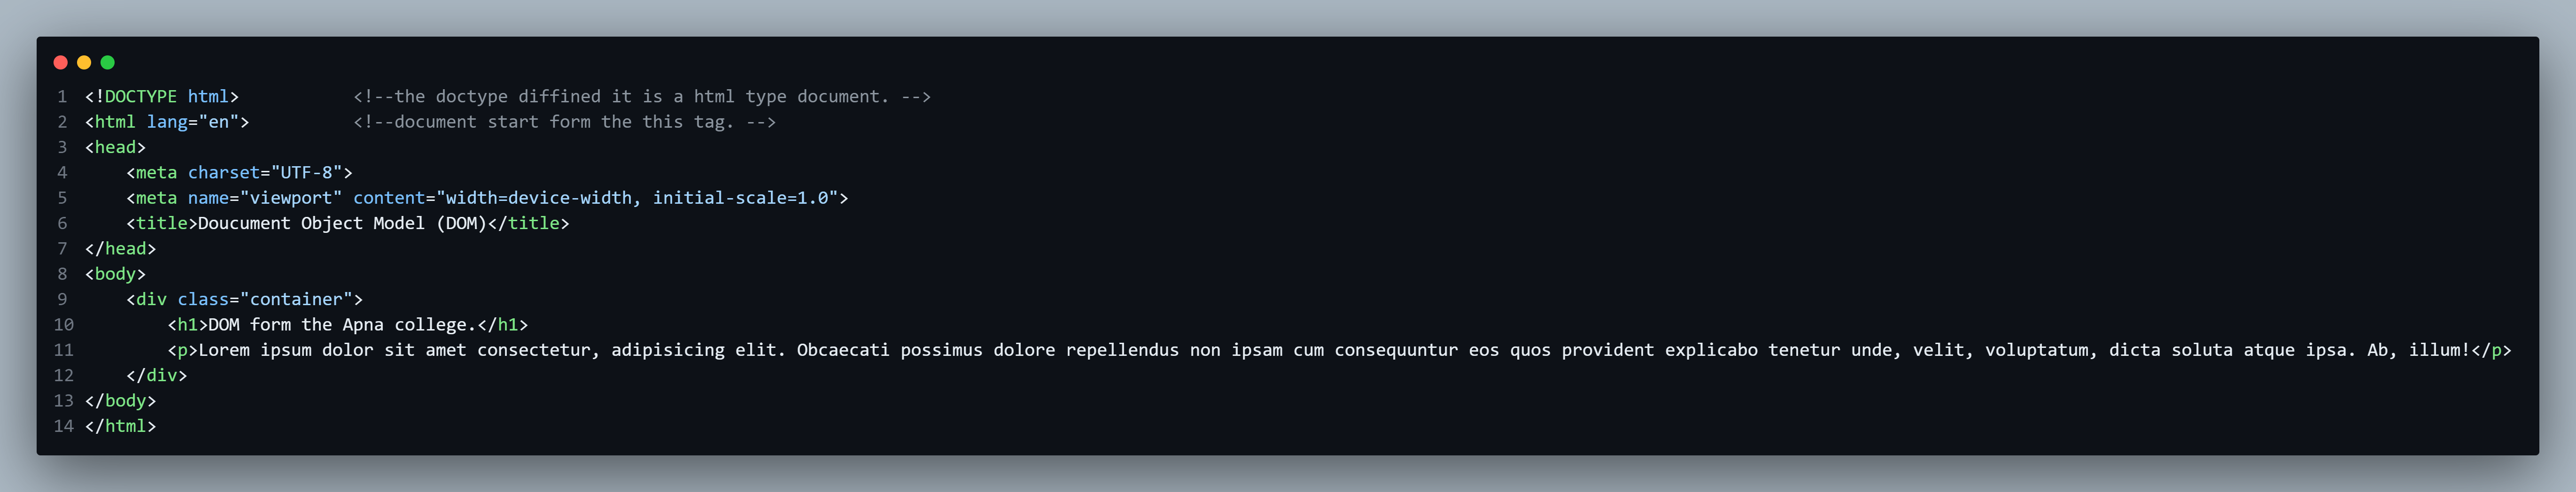 1 <!DOCTYPE html>           <!--the doctype diffined it is a html type document. -->
2 <html lang="en">          <!--document start form the this tag. -->
3 <head>
4     <meta charset="UTF-8">
5     <meta name="viewport" content="width=device-width, initial-scale=1.0">
6     <title>Doucument Object Model (DOM)</title>
7 </head>
8 <body>
9     <div class="container">
10         <h1>DOM form the Apna college.</h1>
11         <p>Lorem ipsum dolor sit amet consectetur, adipisicing elit. Obcaecati possimus dolore repellendus non ipsam cum consequuntur eos quos provident explicabo tenetur unde, velit, voluptatum, dicta soluta atque ipsa. Ab, illum!</p>
12     </div>
13 </body>
14 </html>